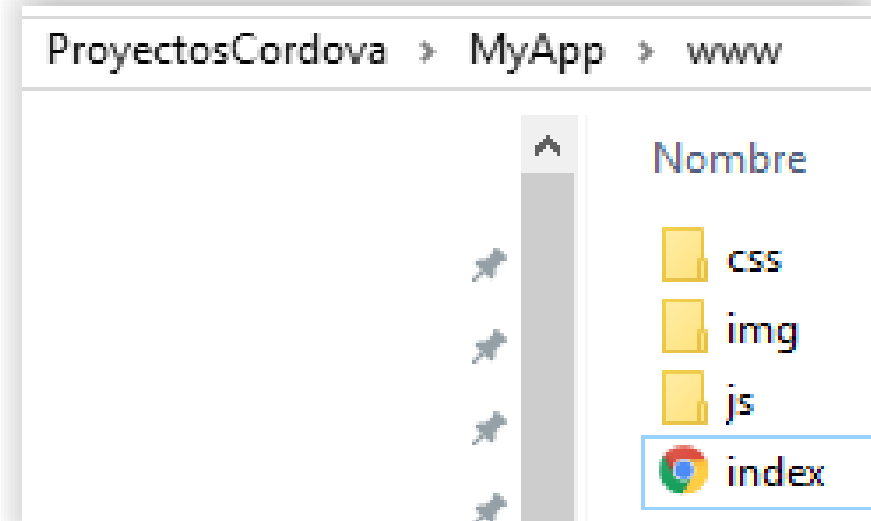 ProyectosCordova > MyApp > www
Nombre
css
img
js
index